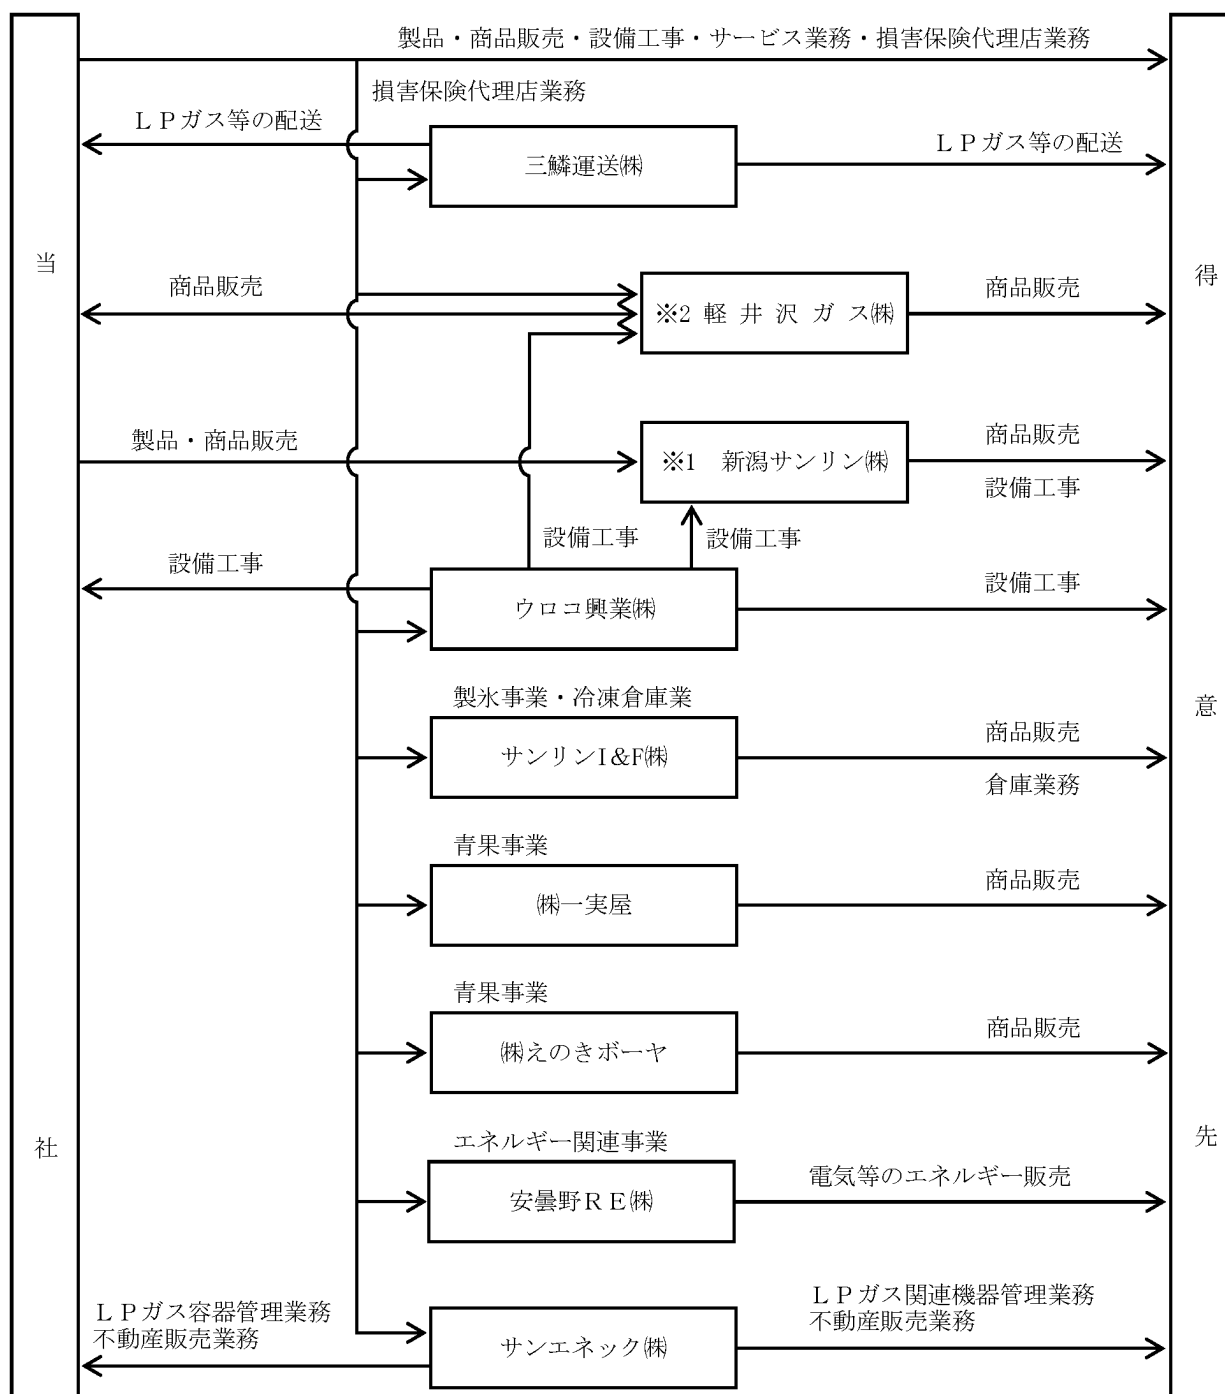 製品・商品販売・設備工事・サービス業務・損害保険代理店業務
損害保険代理店業務
ＬＰガス等の配送
三鱗運送㈱
ＬＰガス等の配送
当
得
商品販売
※2 軽 井 沢 ガ ス㈱
商品販売
製品・商品販売
※1　新潟サンリン㈱
商品販売
設備工事
設備工事
設備工事
設備工事
ウロコ興業㈱
設備工事
製氷事業・冷凍倉庫業
意
サンリンI&F㈱
商品販売
倉庫業務
青果事業
㈱一実屋
商品販売
青果事業
㈱えのきボーヤ
商品販売
社
先
エネルギー関連事業
安曇野ＲＥ㈱
電気等のエネルギー販売
ＬＰガス容器管理業務
不動産販売業務
サンエネック㈱
ＬＰガス関連機器管理業務
不動産販売業務